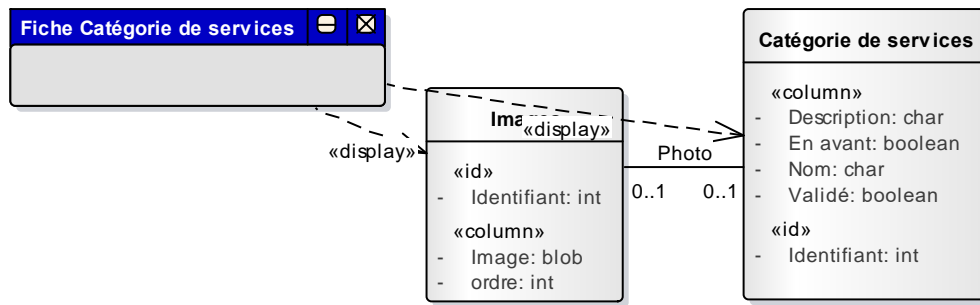 Fiche Catégorie de services
Catégorie de services
«column»
- Description: char
- En avant: boolean
- Nom: char
- Validé: boolean
«id»
- Identifiant: int
«display»
«display»
Photo
0..1 0..1
«id»
- Identifiant: int
«column»
- Image: blob
- ordre: int